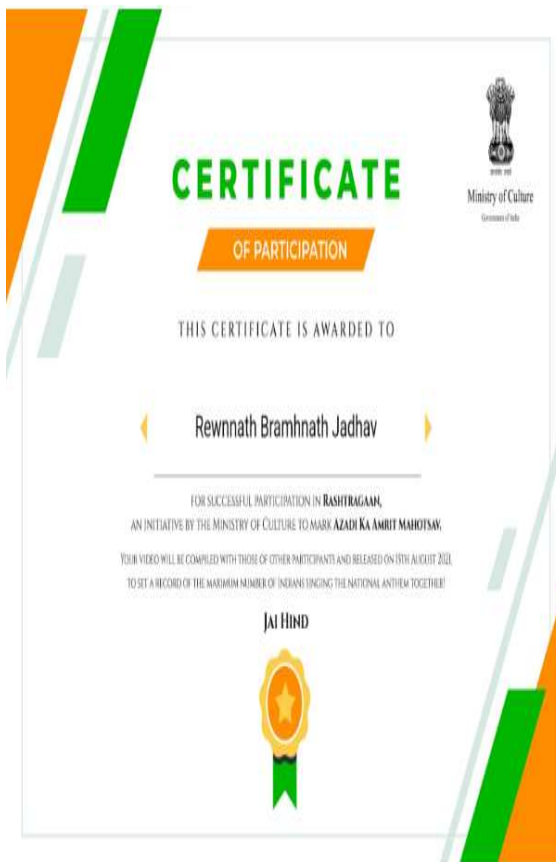 CERTIFICATE
Ministry of Culture
Government of India
OF PARTICIPATION
THIS CERTIFICATE IS AWARDED TO
Rewnnath Bramhnath Jadhav
FOR SUCCESSFUL PARTICIPATION IN RASHTRAGAAN,
AN INITIATIVE BY THE MINISTRY OF CULTURE TO MARK AZADI KA AMRIT MAHOTSAV.
YOUR VIDEO WILL BE COMPILED WITH THOSE OF OTHER PARTICIPANTS AND RELEASED ON 15TH AUGUST 2021,
TO SET A RECORD OF THE MAXIMUM NUMBER OF INDIANS SINGING THE NATIONAL ANTHEM TOGETHER!
JAI HIND